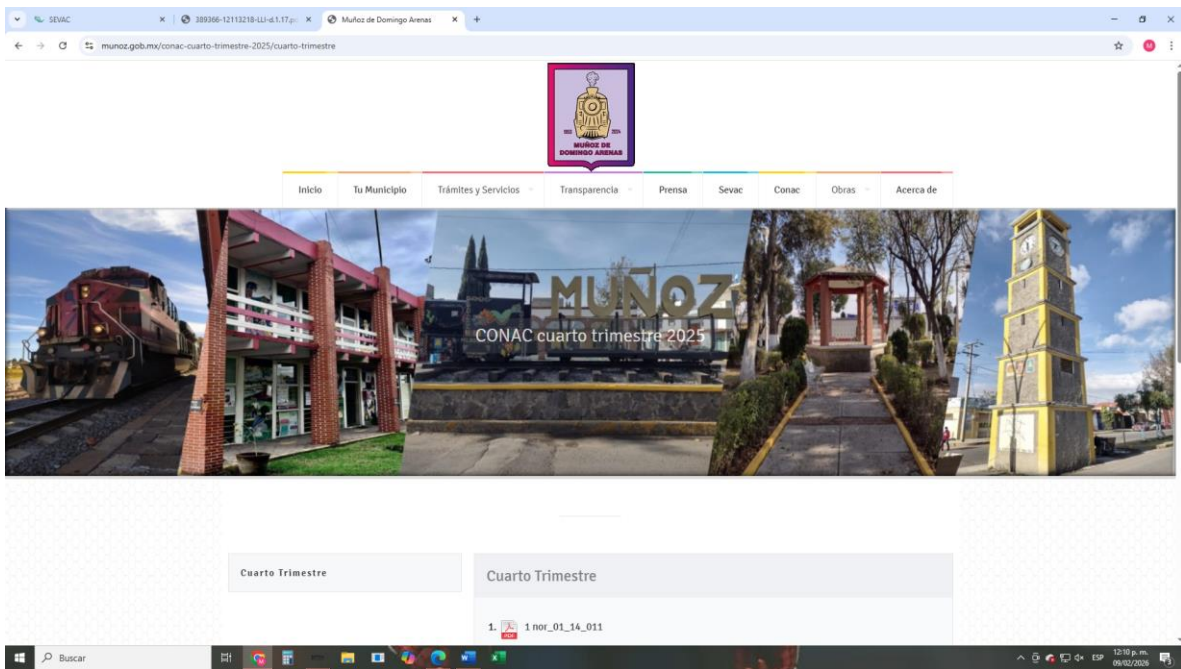 SEVAC
389366-12113218-LLI-d.1.17.p
Muñoz de Domingo Arenas
munoz.gob.mx/conac-cuarto-trimestre-2025/cuarto-trimestre
M
MUÑOZ DE
DOMINGO ARENAS
Inicio Tu Municipio Trámites y Servicios Transparencia Prensa Sevac Conac Obras Acerca de
MUÑOZ
CONAC cuarto trimestre 2025
Cuarto Trimestre
Cuarto Trimestre
1. PDF 1 nor_01_14_011
Buscar
ESP
12:10 p. m.
09/02/2026